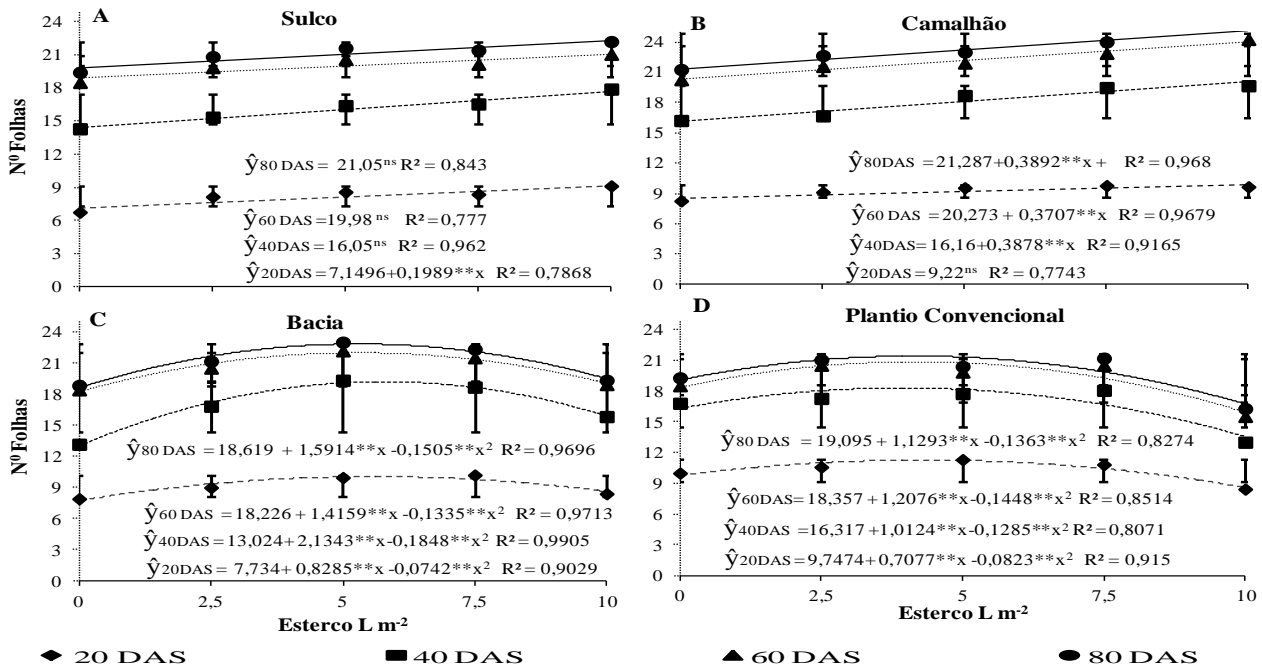 A
Sulco
24
21
18
15
12
9
6
3
0
Nº Folhas
ŷ80 DAS = 21,05ns R² = 0,843
ŷ60 DAS =19,98 ns R² = 0,777
ŷ40DAS =16,05ns R² = 0,962
ŷ20DAS =7,1496+0,1989**x R² = 0,7868
B
Camalhão
24
21
18
15
12
9
6
3
0
ŷ80DAS = 21,287+0,3892**x + R² = 0,968
ŷ60 DAS = 20,273 + 0,3707**x R² = 0,9679
ŷ40DAS = 16,16+0,3878**x R² = 0,9165
ŷ20DAS =9,22ns R² = 0,7743
C
Bacia
24
21
18
15
12
9
6
3
0
Nº Folhas
ŷ80 DAS = 18,619 + 1,5914**x -0,1505**x² R² = 0,9696
ŷ60 DAS =18,226 + 1,4159**x -0,1335**x² R² = 0,9713
ŷ40DAS = 13,024+ 2,1343**x-0,1848**x² R² = 0,9905
ŷ20DAS = 7,734+ 0,8285**x -0,0742**x² R² = 0,9029
0 2,5 5 7,5 10
Esterco L m-2
D
Plantio Convencional
24
21
18
15
12
9
6
3
0
ŷ80 DAS = 19,095 + 1,1293**x -0,1363**x² R² = 0,8274
ŷ60DAS= 18,357 + 1,2076**x -0,1448**x² R² = 0,8514
ŷ40DAS =16,317 +1,0124**x -0,1285**x² R² = 0,8071
ŷ20DAS = 9,7474+ 0,7077**x -0,0823**x² R² = 0,915
0 2,5 5 7,5 10
Esterco L m-2
20 DAS 40 DAS 60 DAS 80 DAS